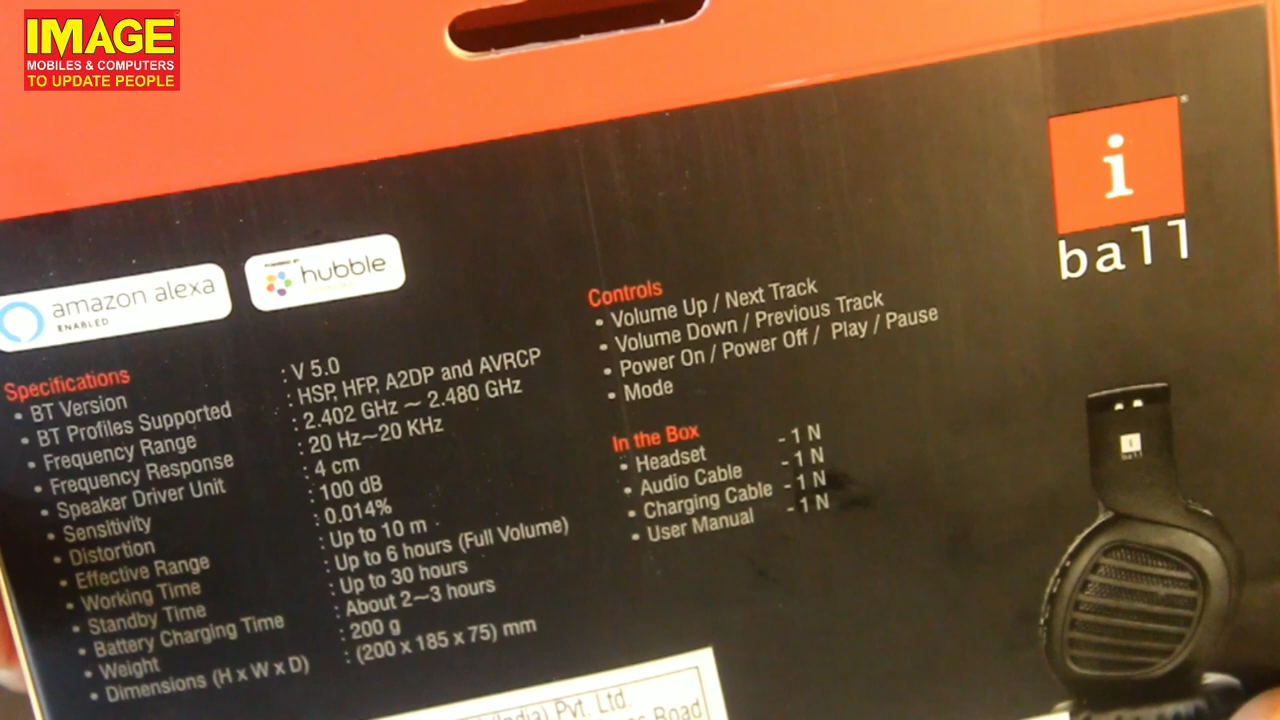 IMAGE
MOBILES & COMPUTERS
TO UPDATE PEOPLE
i
ball
amazon alexa
ENABLED
POWERED BY
hubble
Specifications
• BT Version : V 5.0
• BT Profiles Supported : HSP, HFP, A2DP and AVRCP
• Frequency Range : 2.402 GHz ~ 2.480 GHz
• Frequency Response : 20 Hz~20 KHz
• Speaker Driver Unit : 4 cm
• Sensitivity : 100 dB
• Distortion : 0.014%
• Effective Range : Up to 10 m
• Working Time : Up to 6 hours (Full Volume)
• Standby Time : Up to 30 hours
• Battery Charging Time : About 2~3 hours
• Weight : 200 g
• Dimensions (H x W x D) : (200 x 185 x 75) mm
Controls
• Volume Up / Next Track
• Volume Down / Previous Track
• Power On / Power Off / Play / Pause
• Mode
In the Box
• Headset - 1 N
• Audio Cable - 1 N
• Charging Cable - 1 N
• User Manual - 1 N
i
ball
(India) Pvt. Ltd.
Road